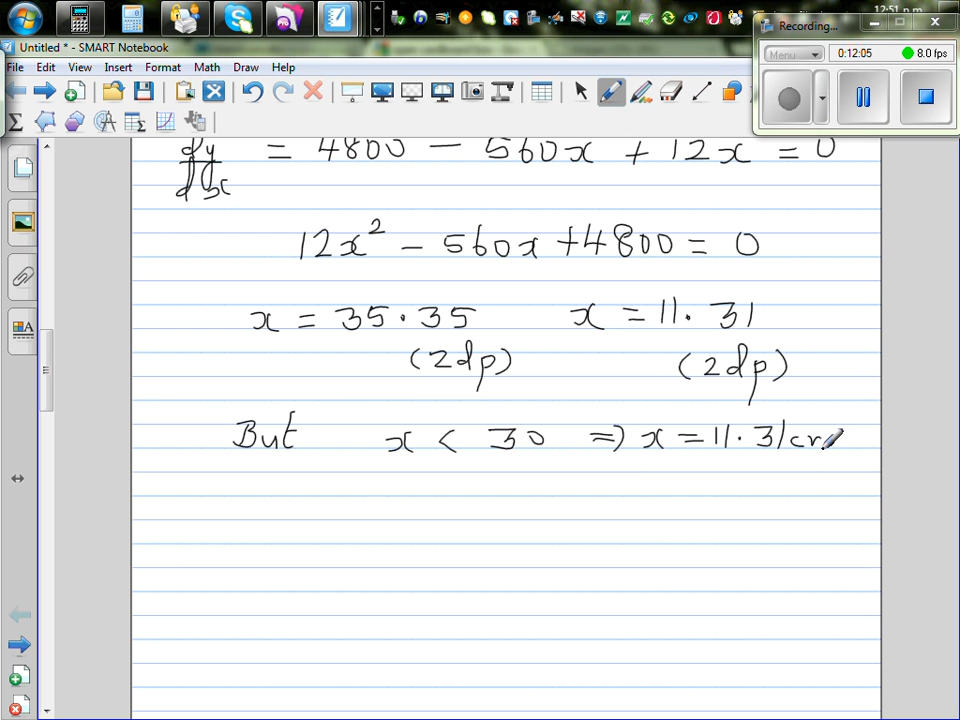 12:51 p.m.
Recording...
Menu
0:12:05
8.0 fps
Untitled * - SMART Notebook
File Edit View Insert Format Math Draw Help
dy/dx = 4800 - 560x + 12x = 0
12x² - 560x + 4800 = 0
x = 35.35 x = 11.31
(2dp) (2dp)
But x < 30 => x = 11.31cm